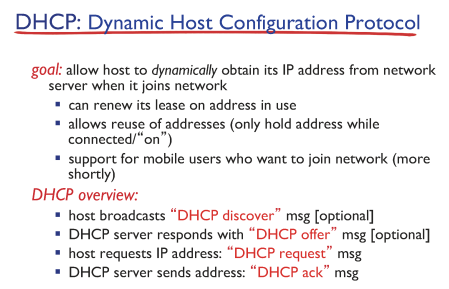 DHCP: Dynamic Host Configuration Protocol
goal: allow host to dynamically obtain its IP address from network
server when it joins network
▪ can renew its lease on address in use
▪ allows reuse of addresses (only hold address while
connected/“on”)
▪ support for mobile users who want to join network (more
shortly)
DHCP overview:
▪ host broadcasts “DHCP discover” msg [optional]
▪ DHCP server responds with “DHCP offer” msg [optional]
▪ host requests IP address: “DHCP request” msg
▪ DHCP server sends address: “DHCP ack” msg